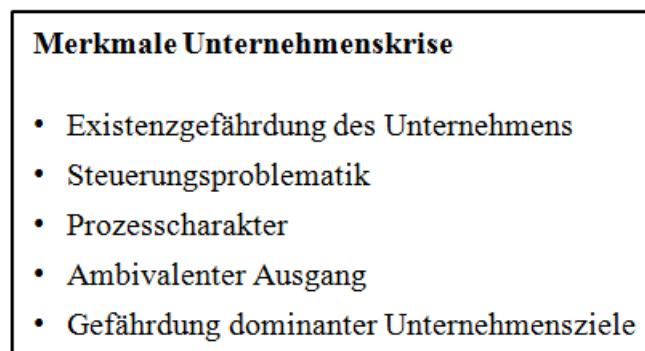 Merkmale Unternehmenskrise
• Existenzgefährdung des Unternehmens
• Steuerungsproblematik
• Prozesscharakter
• Ambivalenter Ausgang
• Gefährdung dominanter Unternehmensziele